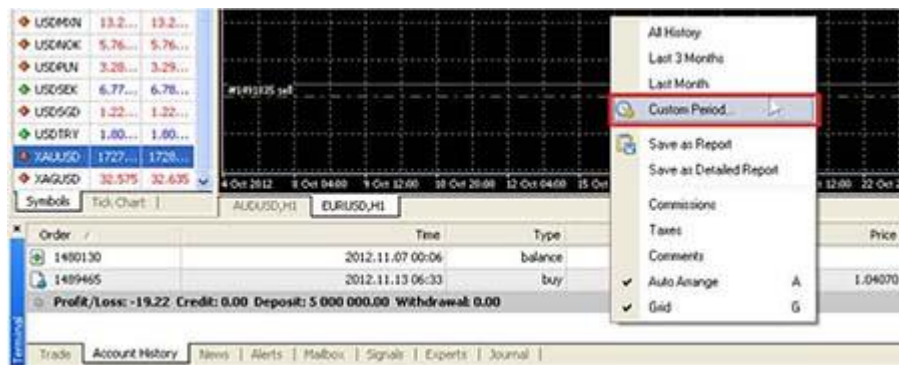 USDMXN 13.2... 13.2...
USDNOK 5.76... 5.76...
USDPLN 3.28... 3.29...
USDSEK 6.77... 6.78...
USDSGD 1.22... 1.22...
USDTRY 1.80... 1.80...
XAUUSD 1727... 1728...
XAGUSD 32.575 32.635
Symbols Tick Chart
sell
4 Oct 2012 8 Oct 04:00 9 Oct 12:00 10 Oct 20:00 12 Oct 04:00 15 Oct 12:00 22 Oct
AUDUSD,H1 EURUSD,H1
All History
Last 3 Months
Last Month
Custom Period...
Save as Report
Save as Detailed Report
Commissions
Taxes
Comments
Auto Arrange A
Grid G
Order / Time Type Price
1480130 2012.11.07 00:06 balance
1489465 2012.11.13 06:33 buy 1.04070
Profit/Loss: -19.22 Credit: 0.00 Deposit: 5 000 000.00 Withdrawal: 0.00
Terminal
Trade Account History News Alerts Mailbox Signals Experts Journal